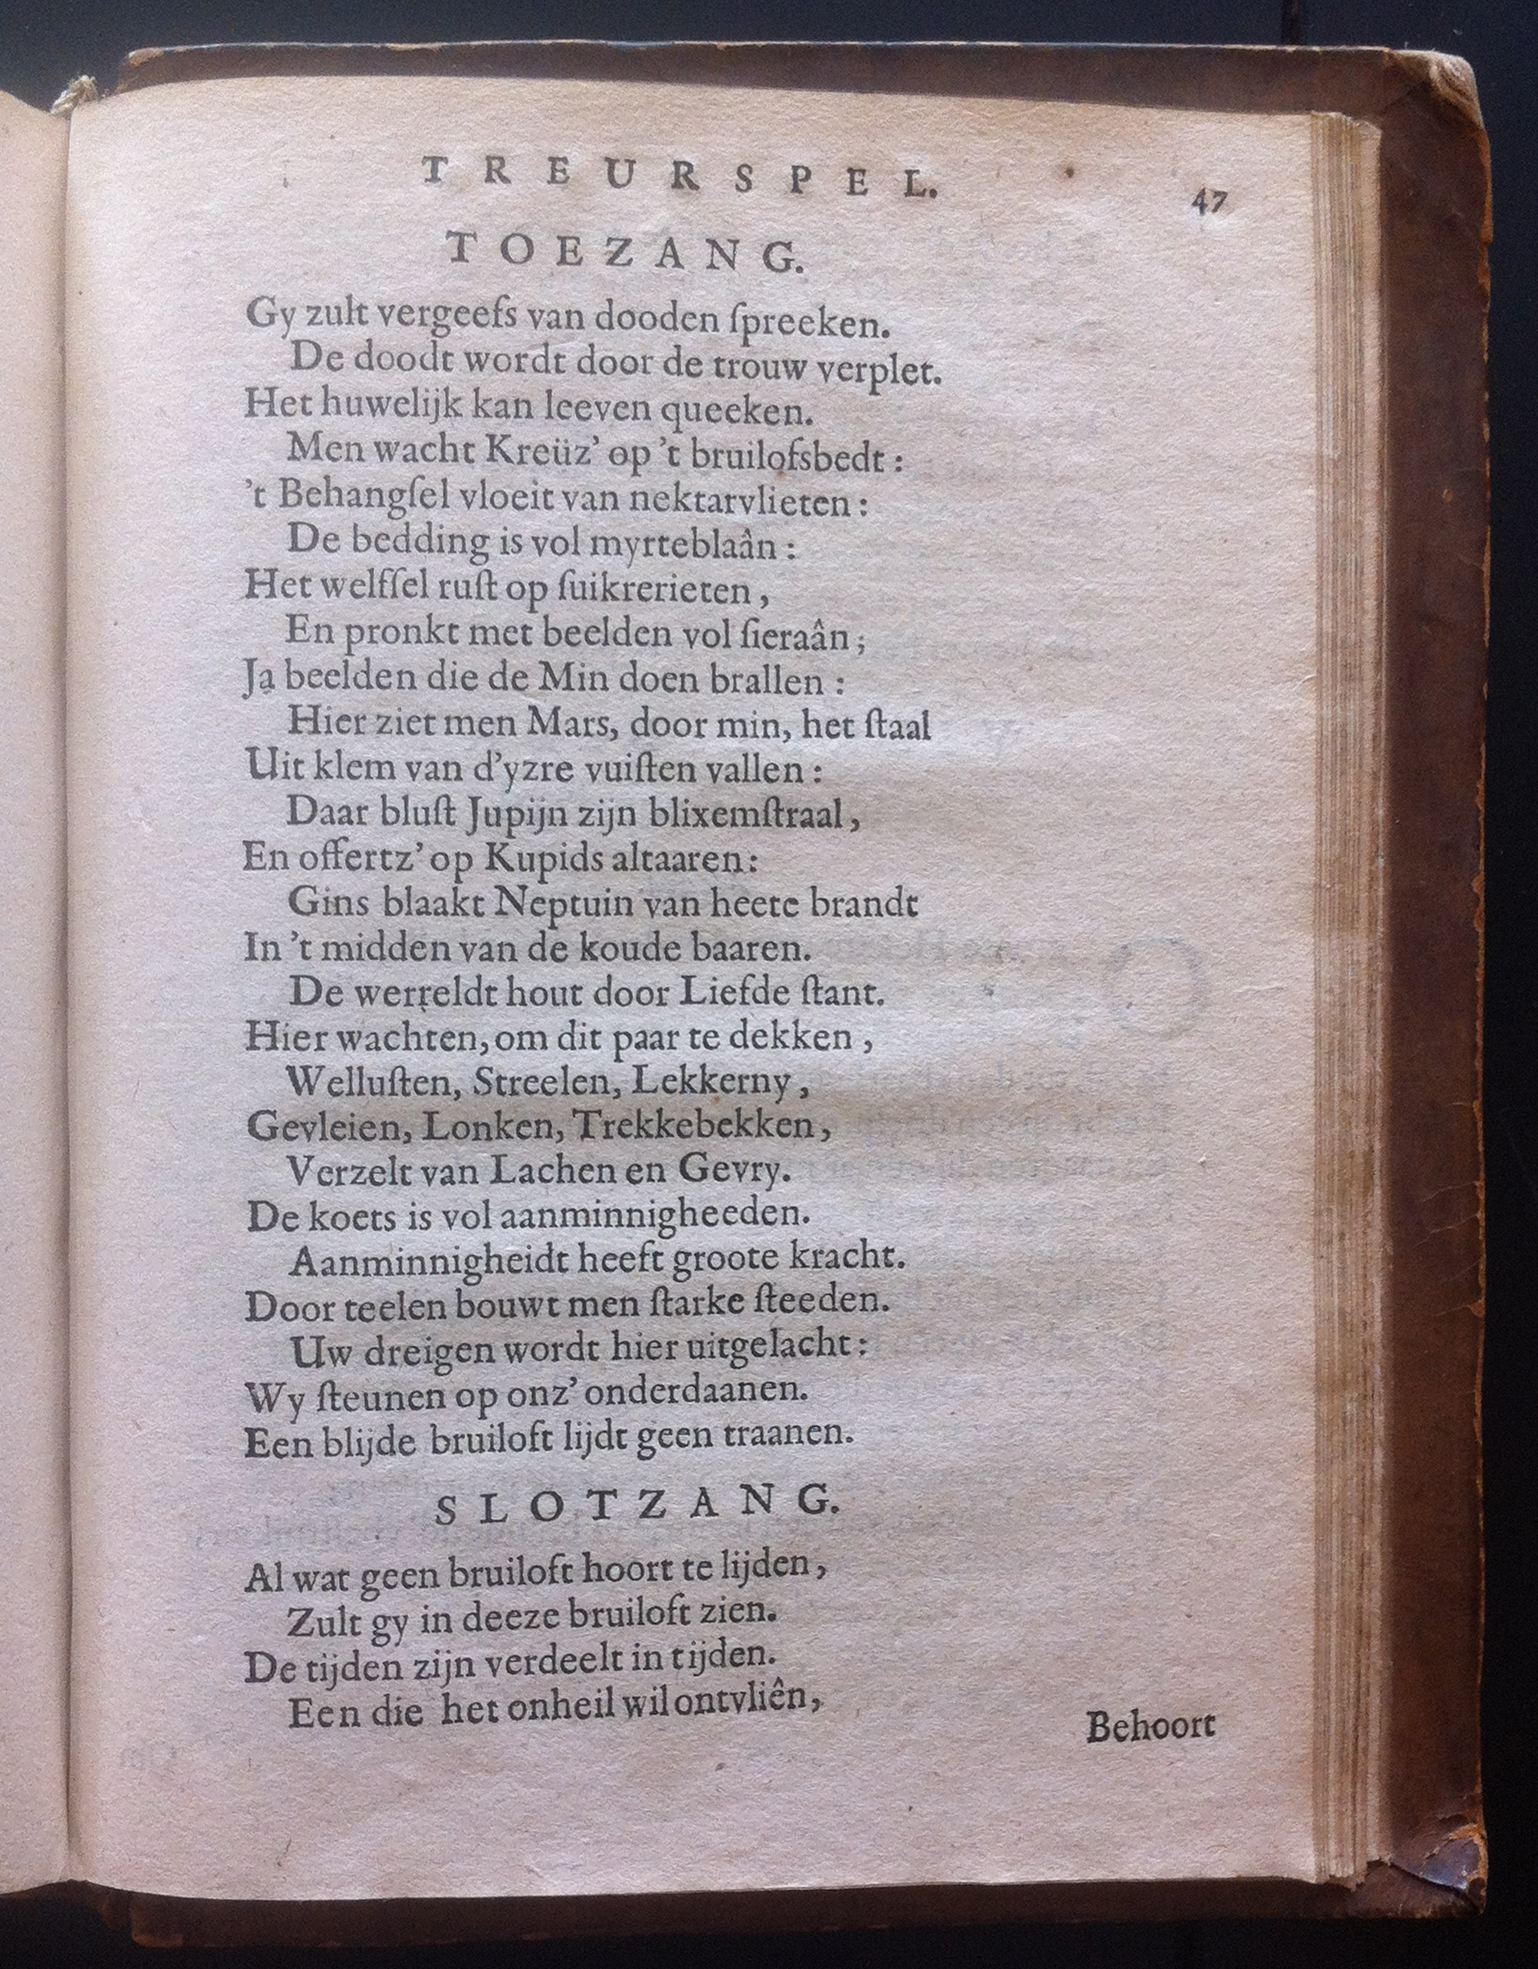 TREURSPEL. 47
TOEZANG.
Gy zult vergeefs van dooden ſpreeken.
De doodt wordt door de trouw verplet.
Het huwelijk kan leeven queeken.
Men wacht Kreüz' op 't bruilofsbedt:
't Behangſel vloeit van nektarvlieten:
De bedding is vol myrteblaân:
Het welfſel ruſt op ſuikrerieten,
En pronkt met beelden vol ſieraân;
Ja beelden die de Min doen brallen:
Hier ziet men Mars, door min, het ſtaal
Uit klem van d'yzre vuiſten vallen:
Daar bluſt Jupijn zijn blixemſtraal,
En offertz' op Kupids altaaren:
Gins blaakt Neptuin van heete brandt
In 't midden van de koude baaren.
De werreldt hout door Liefde ſtant.
Hier wachten, om dit paar te dekken,
Welluſten, Streelen, Lekkerny,
Gevleien, Lonken, Trekkebekken,
Verzelt van Lachen en Gevry.
De koets is vol aanminnigheeden.
Aanminnigheidt heeft groote kracht.
Door teelen bouwt men ſtarke ſteeden.
Uw dreigen wordt hier uitgelacht:
Wy ſteunen op onz' onderdaanen.
Een blijde bruiloft lijdt geen traanen.
SLOTZANG.
Al wat geen bruiloft hoort te lijden,
Zult gy in deeze bruiloft zien.
De tijden zijn verdeelt in tijden.
Een die het onheil wil ontvliên,
Behoort